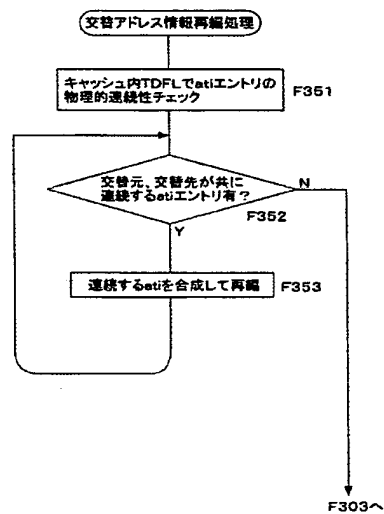 交替アドレス情報再編処理
キャッシュ内TDFLでatiエントリの
物理的連続性チェック
F351
交替元、交替先が共に
連続するatiエントリ有?
N
F352
Y
連続するatiを合成して再編
F353
F303へ